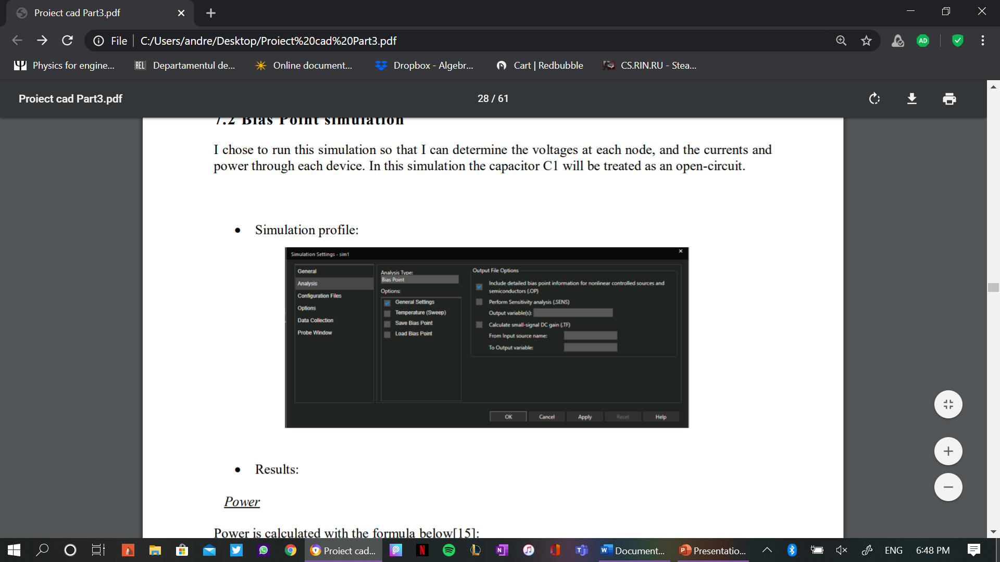 Proiect cad Part3.pdf
File
C:/Users/andre/Desktop/Proiect%20cad%20Part3.pdf
AD
Physics for engine...
REL Departamentul de...
Online document...
Dropbox - Algebr...
Cart | Redbubble
CS.RIN.RU - Stea...
Proiect cad Part3.pdf
28 / 61
7.2 Bias Point simulation
I chose to run this simulation so that I can determine the voltages at each node, and the currents and
power through each device. In this simulation the capacitor C1 will be treated as an open-circuit.
• Simulation profile:
Simulation Settings - sim1
General
Analysis
Configuration Files
Options
Data Collection
Probe Window
Analysis Type:
Bias Point
Options:
General Settings
Temperature (Sweep)
Save Bias Point
Load Bias Point
Output File Options
Include detailed bias point information for nonlinear controlled sources and
semiconductors (.OP)
Perform Sensitivity analysis (.SENS)
Output variable(s):
Calculate small-signal DC gain (.TF)
From Input source name:
To Output variable:
OK
Cancel
Apply
Reset
Help
• Results:
Power
Power is calculated with the formula below[15]:
Proiect cad...
Document...
Presentatio...
ENG
6:48 PM